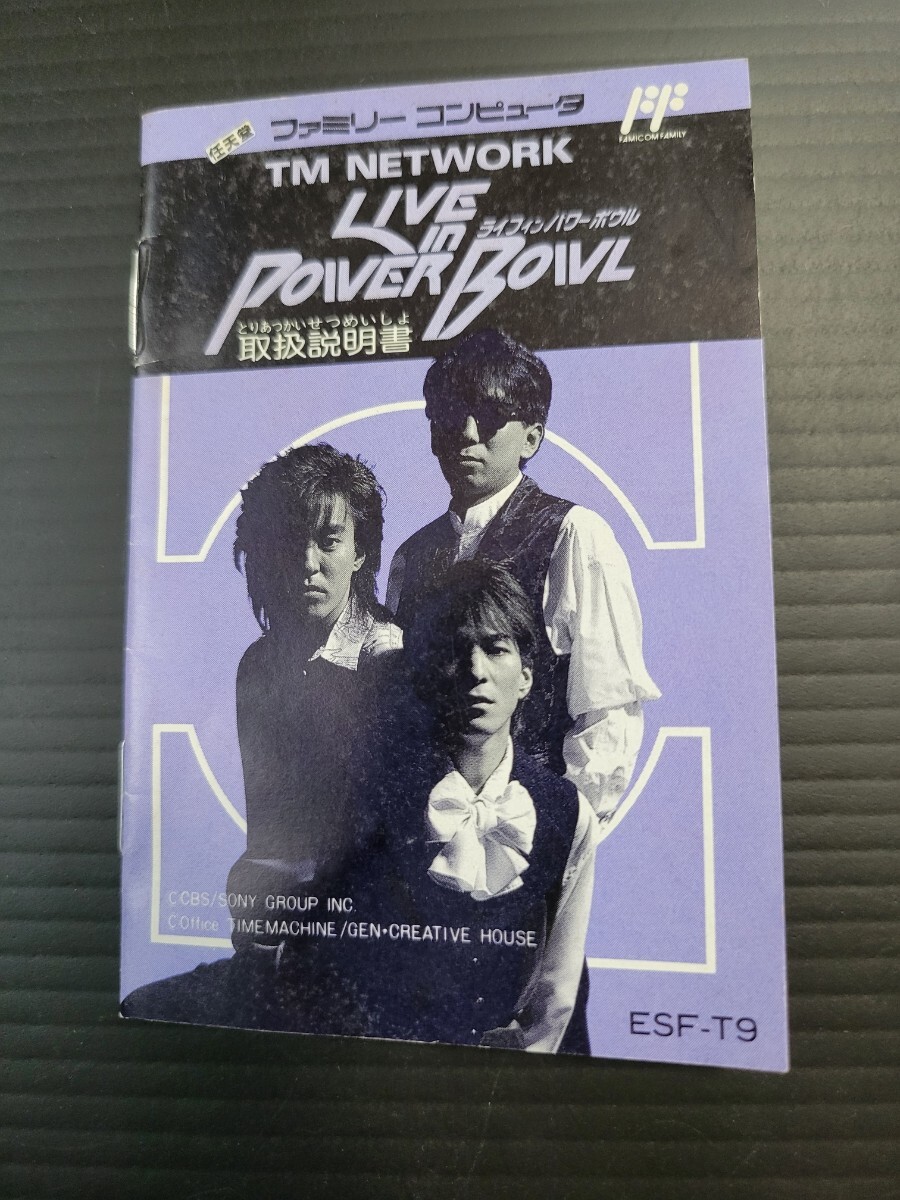 任天堂
ファミリー コンピュータ
FF
FAMICOM FAMILY
TM NETWORK
LIVE
in
ライブインパワーボウル
POWER BOWL
とりあつかいせつめいしょ
取扱説明書
©CBS/SONY GROUP INC.
©Office TIMEMACHINE/GEN•CREATIVE HOUSE
ESF-T9